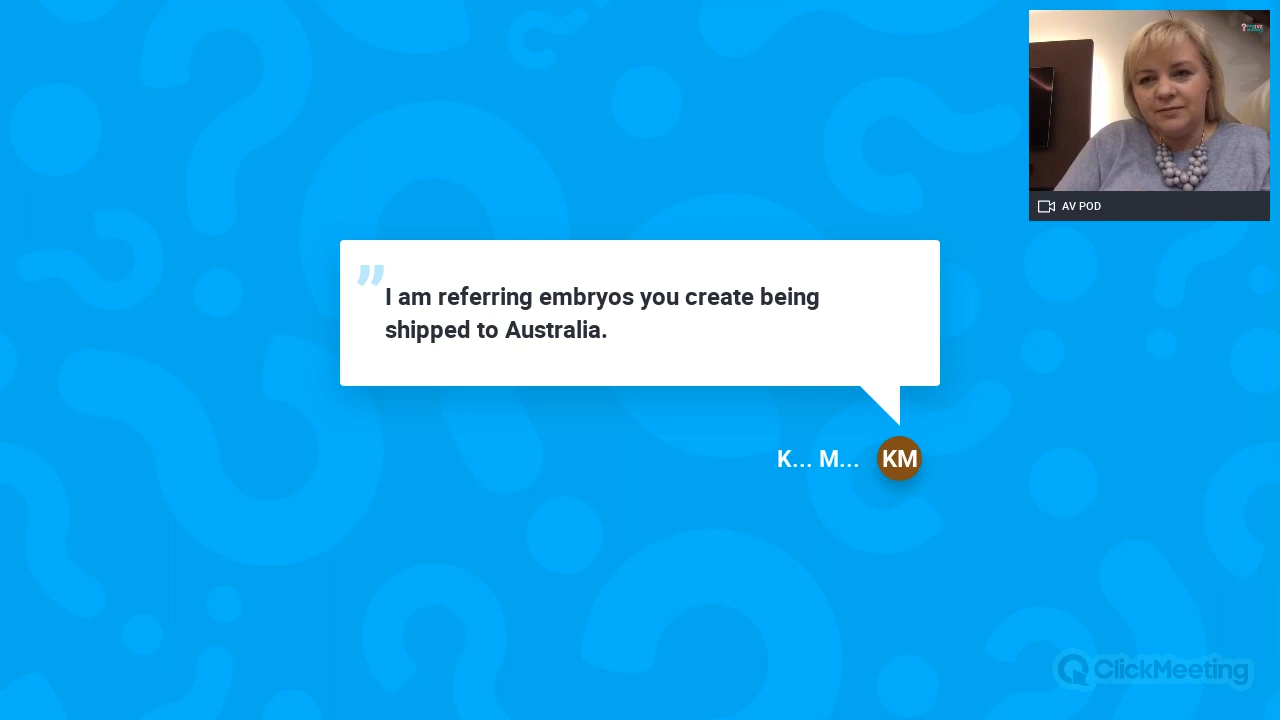 AV POD
”
I am referring embryos you create being
shipped to Australia.
K... M... KM
ClickMeeting